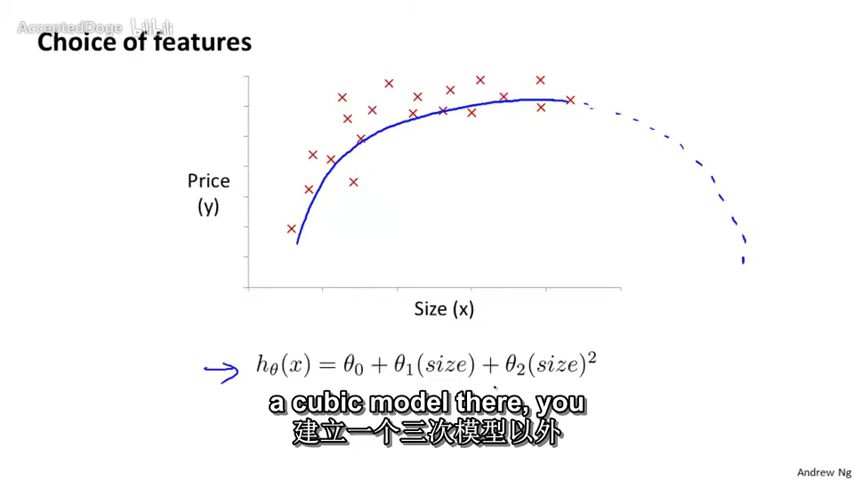 AcceptedDoge bilibili
Choice of features
Price
(y)
Size (x)
hθ(x) = θ0 + θ1(size) + θ2(size)²
a cubic model there, you
建立一个三次模型以外
Andrew Ng